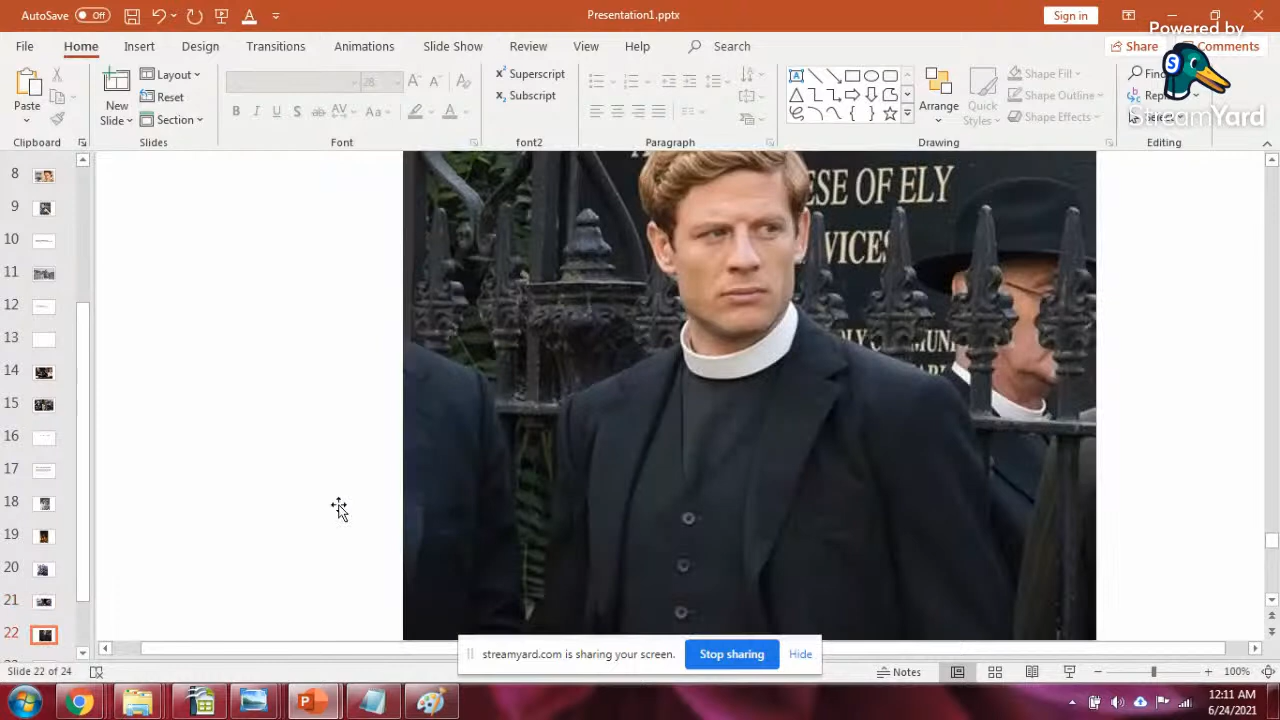 AutoSave Off Presentation1.pptx Sign in
Powered by
File Home Insert Design Transitions Animations Slide Show Review View Help Search Share Comments
Paste New Slide Layout Reset Section 28 Superscript Subscript Arrange Quick Styles Shape Fill Shape Outline Shape Effects
StreamYard
Clipboard Slides Font font2 Paragraph Drawing Editing
ESE OF ELY
VICES
8
9
10
11
12
13
14
15
16
17
18
19
20
21
22
streamyard.com is sharing your screen. Stop sharing Hide
Slide 22 of 24 Notes 100%
12:11 AM
6/24/2021